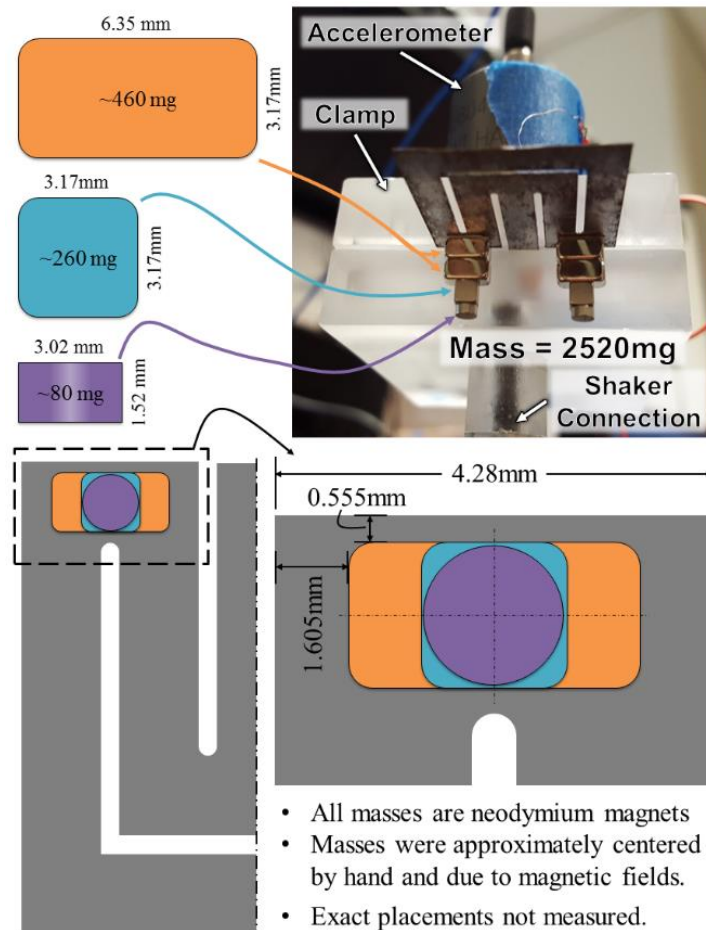 6.35 mm
~460 mg
3.17mm
3.17mm
~260 mg
3.17mm
3.02 mm
~80 mg
1.52 mm
Accelerometer
Clamp
Mass = 2520mg
Shaker
Connection
4.28mm
0.555mm
1.605mm
• All masses are neodymium magnets
• Masses were approximately centered
by hand and due to magnetic fields.
• Exact placements not measured.